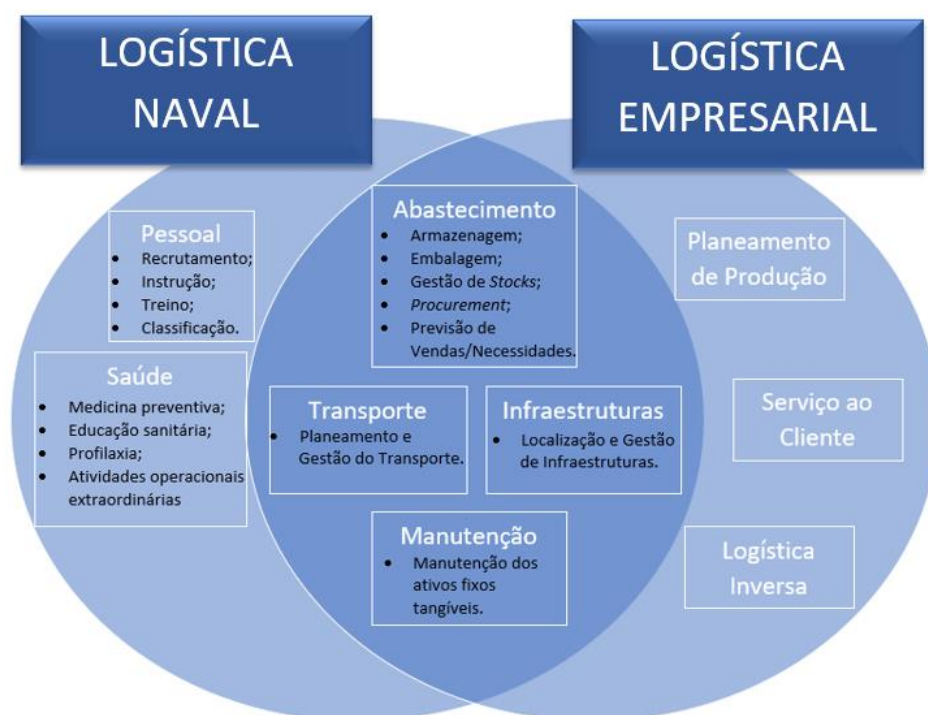 LOGÍSTICA
NAVAL
LOGÍSTICA
EMPRESARIAL
Pessoal
• Recrutamento;
• Instrução;
• Treino;
• Classificação.
Saúde
• Medicina preventiva;
• Educação sanitária;
• Profilaxia;
• Atividades operacionais
extraordinárias
Abastecimento
• Armazenagem;
• Embalagem;
• Gestão de Stocks;
• Procurement;
• Previsão de
Vendas/Necessidades.
Transporte
• Planeamento e
Gestão do Transporte.
Infraestruturas
• Localização e Gestão
de Infraestruturas.
Manutenção
• Manutenção dos
ativos fixos
tangíveis.
Planeamento
de Produção
Serviço ao
Cliente
Logística
Inversa